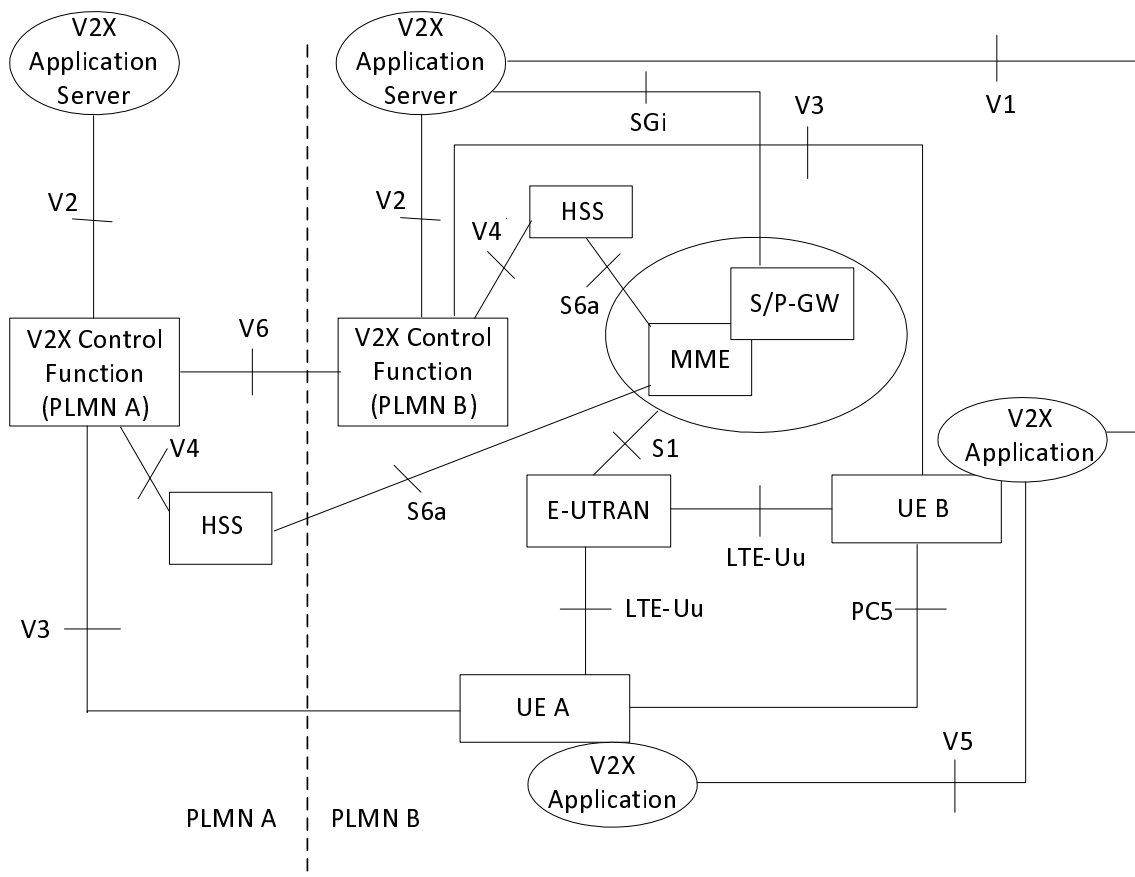 V2X
Application
Server
V2X
Application
Server
V1
SGi
V3
V2
V2
HSS
V4
S6a
S/P-GW
MME
V6
V2X Control
Function
(PLMN A)
V2X Control
Function
(PLMN B)
V4
S1
V2X
Application
HSS
S6a
E-UTRAN
UE B
LTE-Uu
LTE-Uu
PC5
V3
UE A
V5
V2X
Application
PLMN A
PLMN B